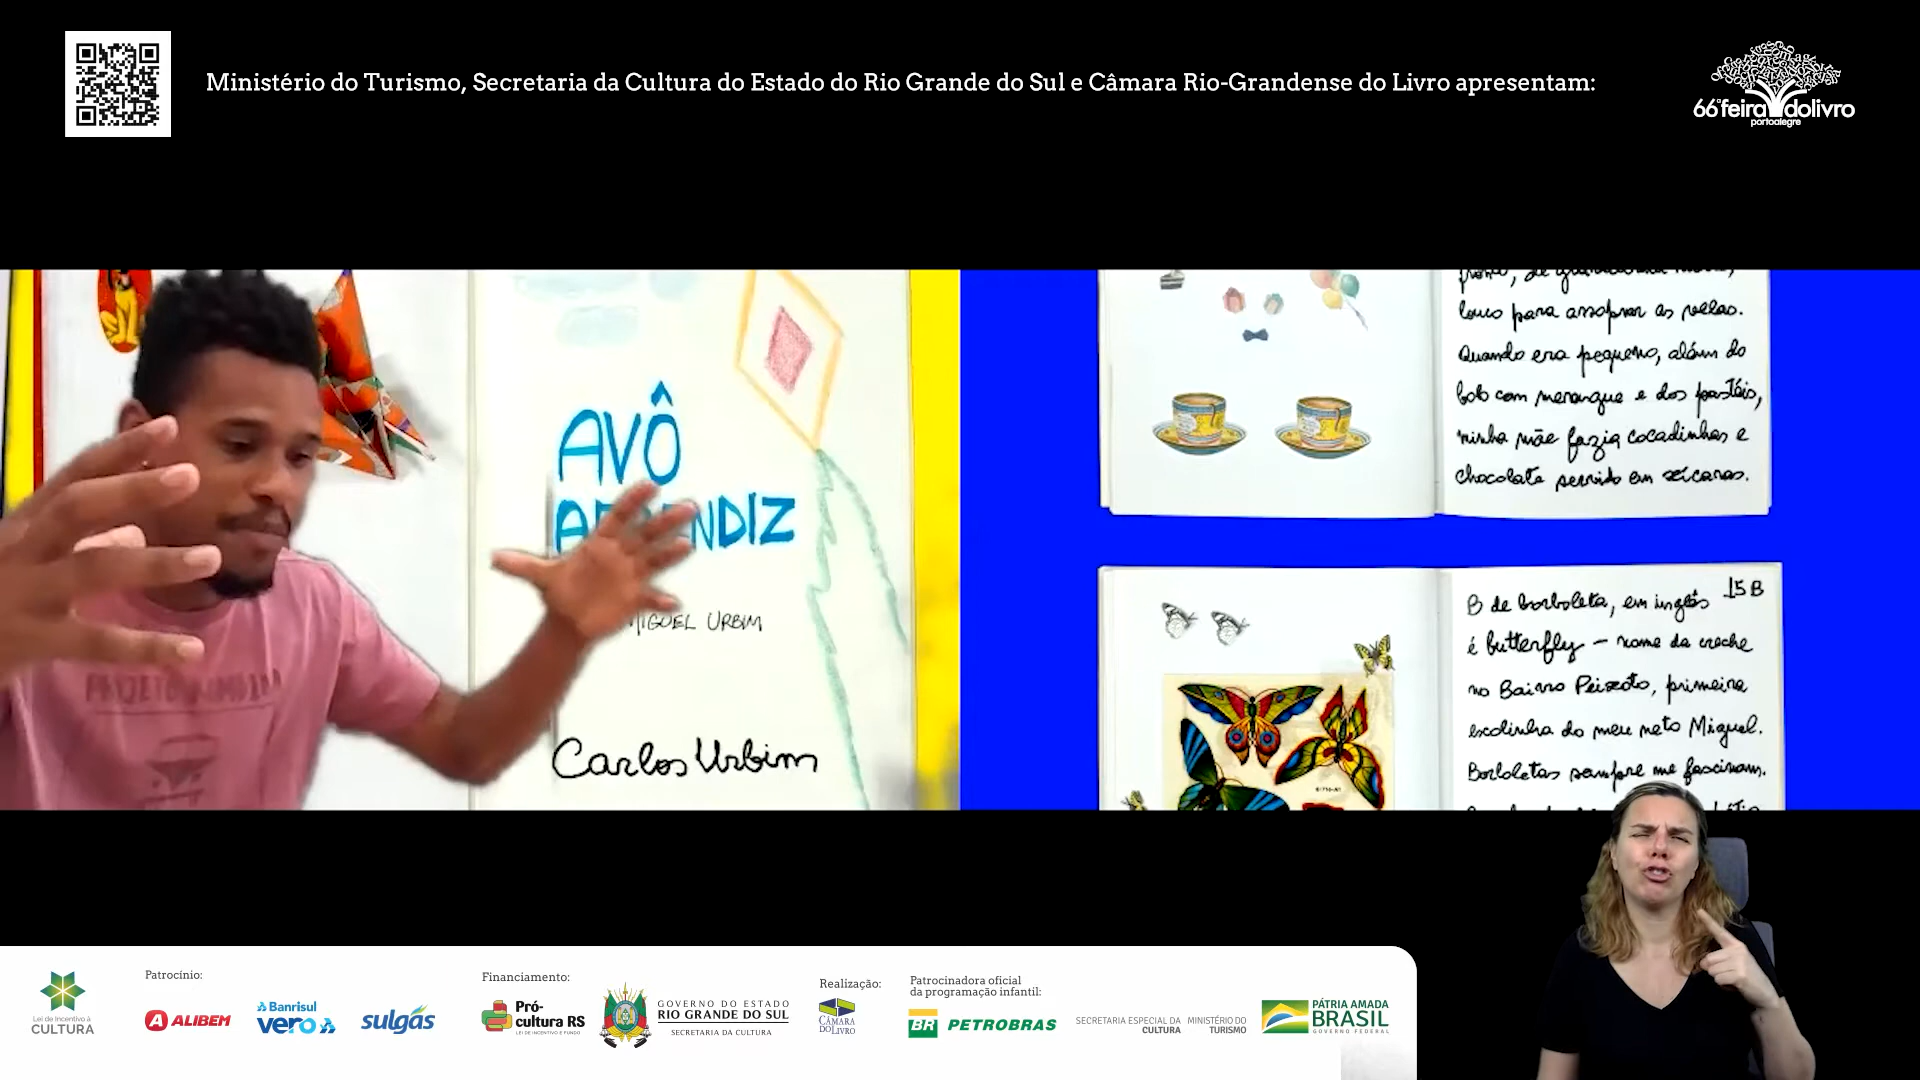 Ministério do Turismo, Secretaria da Cultura do Estado do Rio Grande do Sul e Câmara Rio-Grandense do Livro apresentam:
66ª feira do livro
portoalegre
AVÔ
NDIZ
MIGUEL URBIM
Carlos Urbim
louco para assoprar as velas.
Quando era pequeno, além do
bolo com merengue e dos pastéis,
minha mãe fazia cocadinhas e
chocolate servido em xícaras.
15 B
B de borboleta, em inglês
é butterfly – nome da creche
no Bairro Peixoto, primeira
escolinha do meu neto Miguel.
Borboletas sempre me fascinam.
Patrocínio:
Financiamento:
Realização:
Patrocinadora oficial
da programação infantil:
Lei de Incentivo à
CULTURA
ALIBEM
Banrisul
vero
sulgás
Pró-
cultura RS
LEI DE INCENTIVO E FUNDO
GOVERNO DO ESTADO
RIO GRANDE DO SUL
SECRETARIA DA CULTURA
CÂMARA
DO LIVRO
BR PETROBRAS
SECRETARIA ESPECIAL DA
CULTURA
MINISTÉRIO DO
TURISMO
PÁTRIA AMADA
BRASIL
GOVERNO FEDERAL